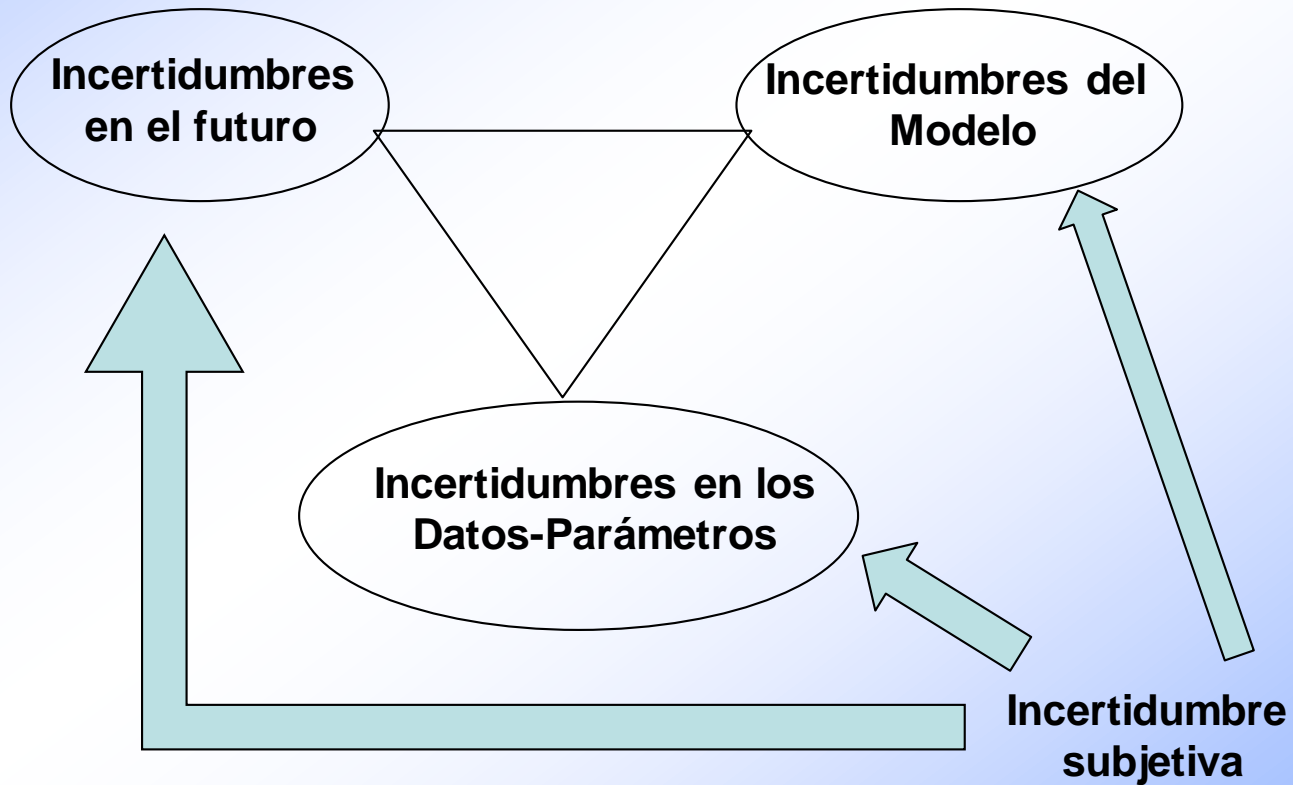 Incertidumbres
en el futuro
Incertidumbres del
Modelo
Incertidumbres en los
Datos-Parámetros
Incertidumbre
subjetiva